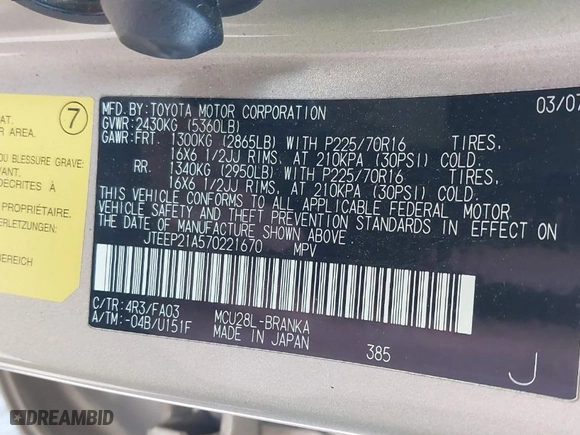 7
R AREA.
OU BLESSURE GRAVE:
DECRITES À
PROPRIÉTAIRE.
ERLETZUNGEN:
BEREICH
MFD.BY:TOYOTA MOTOR CORPORATION 03/07
GVWR:2430KG (5360LB)
GAWR:FRT. 1300KG (2865LB) WITH P225/70R16 TIRES,
16X6 1/2JJ RIMS, AT 210KPA (30PSI) COLD.
RR. 1340KG (2950LB) WITH P225/70R16 TIRES,
16X6 1/2JJ RIMS, AT 210KPA (30PSI) COLD.
THIS VEHICLE CONFORMS TO ALL APPLICABLE FEDERAL MOTOR
VEHICLE SAFETY AND THEFT PREVENTION STANDARDS IN EFFECT ON
THE DATE OF MANUFACTURE SHOWN ABOVE.
JTEEP21A570221670 MPV
C/TR:4R3/FA03 MCU28L-BRANKA
A/TM:-04B/U151F MADE IN JAPAN 385 J
DREAMBID